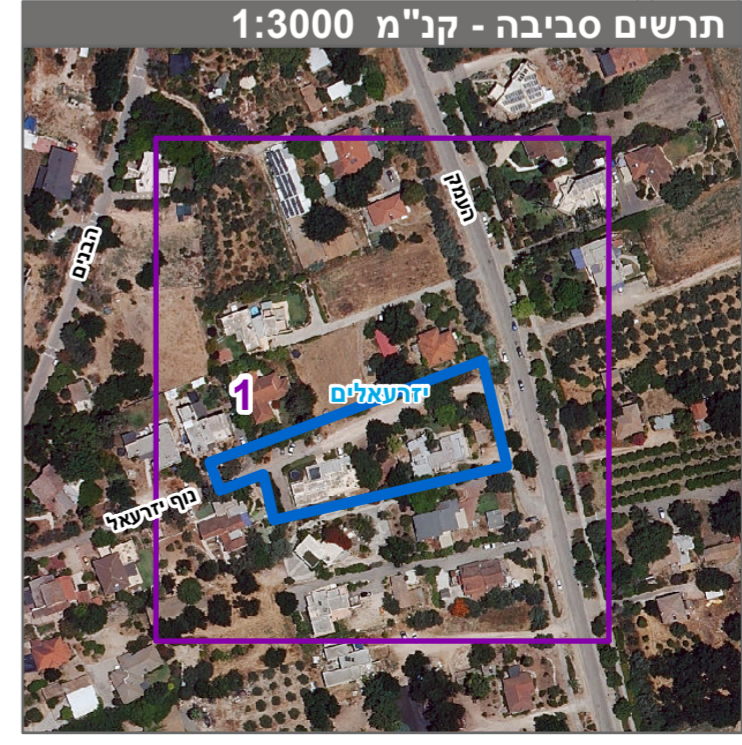 תרשים סביבה - קנ"מ 1:3000
העמק
הבנים
יזרעאלים
1
נוף יזרעאל